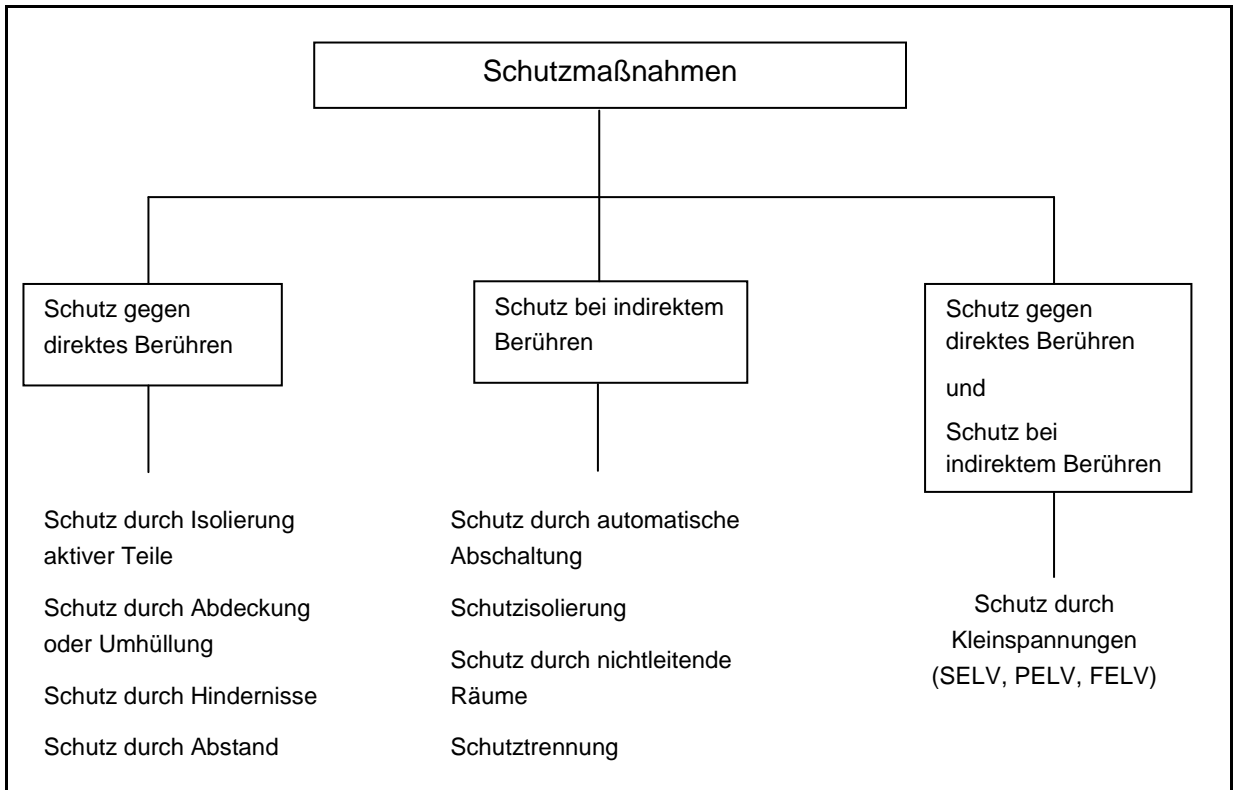 Schutzmaßnahmen
Schutz gegen
direktes Berühren
Schutz bei indirektem
Berühren
Schutz gegen
direktes Berühren
und
Schutz bei
indirektem Berühren
Schutz durch Isolierung
aktiver Teile
Schutz durch Abdeckung
oder Umhüllung
Schutz durch Hindernisse
Schutz durch Abstand
Schutz durch automatische
Abschaltung
Schutzisolierung
Schutz durch nichtleitende
Räume
Schutztrennung
Schutz durch
Kleinspannungen
(SELV, PELV, FELV)